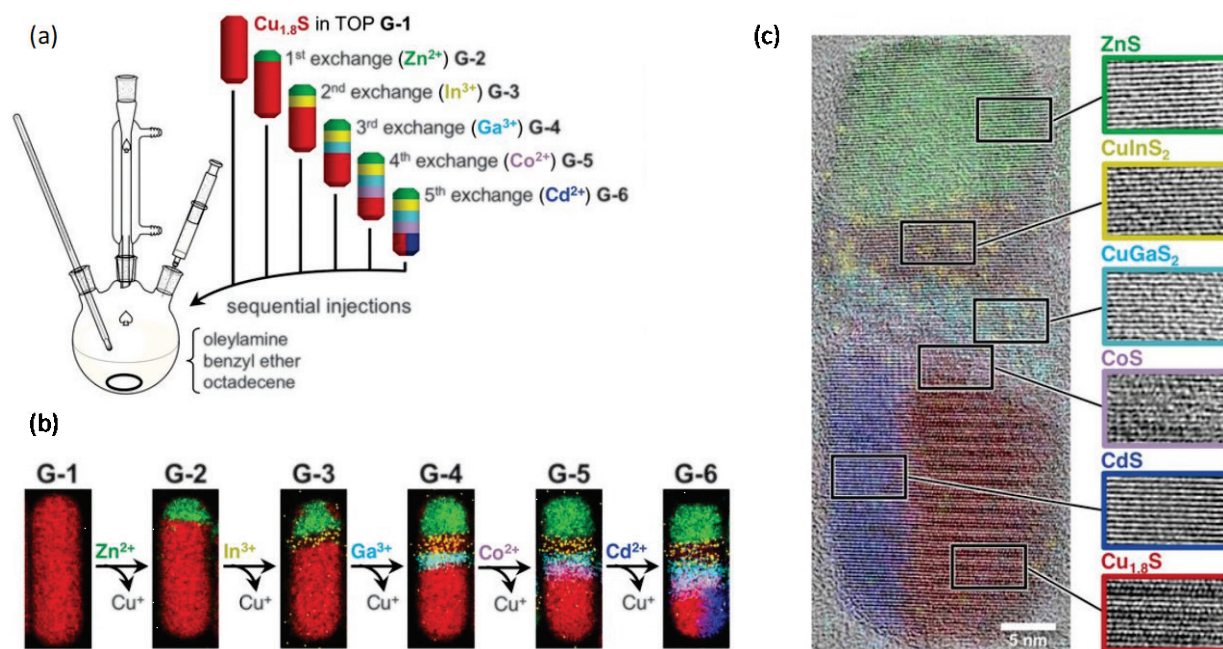 (a)
Cu1.8S in TOP G-1
1st exchange (Zn2+) G-2
2nd exchange (In3+) G-3
3rd exchange (Ga3+) G-4
4th exchange (Co2+) G-5
5th exchange (Cd2+) G-6
sequential injections
oleylamine
benzyl ether
octadecene
(b)
G-1 G-2 G-3 G-4 G-5 G-6
Zn2+ In3+ Ga3+ Co2+ Cd2+
Cu+ Cu+ Cu+ Cu+ Cu+
(c)
ZnS
CuInS2
CuGaS2
CoS
CdS
Cu1.8S
5 nm